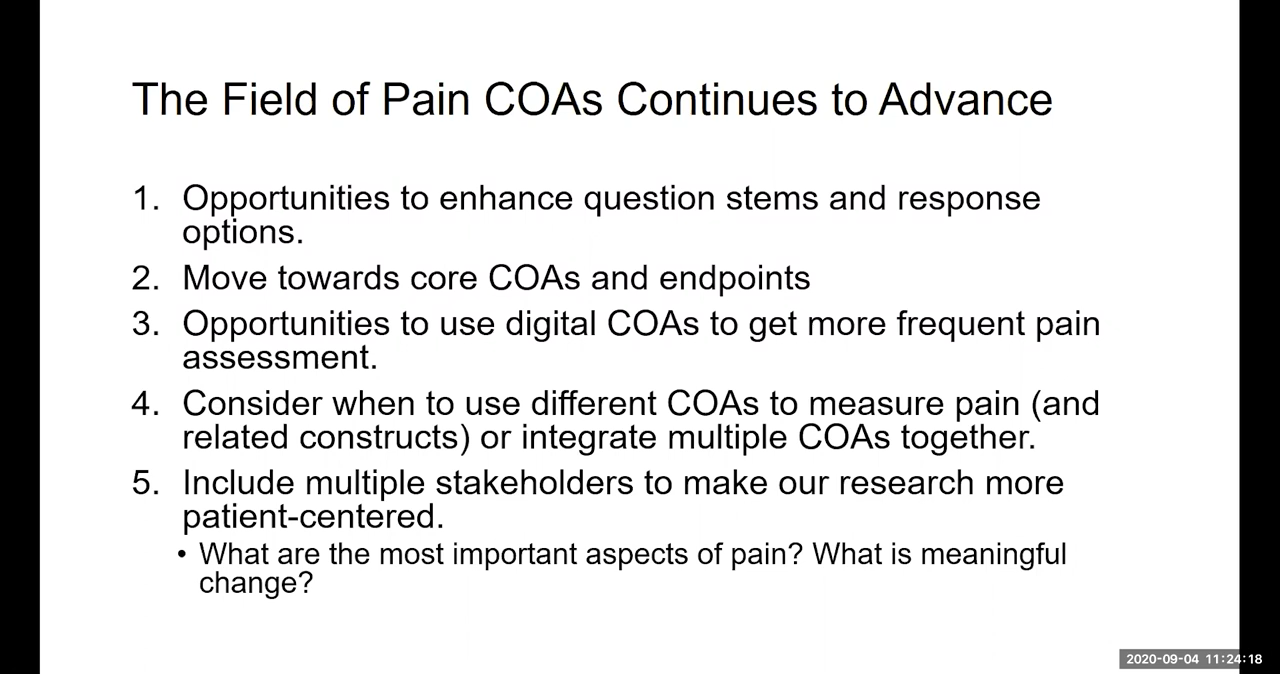 The Field of Pain COAs Continues to Advance
1. Opportunities to enhance question stems and response
options.
2. Move towards core COAs and endpoints
3. Opportunities to use digital COAs to get more frequent pain
assessment.
4. Consider when to use different COAs to measure pain (and
related constructs) or integrate multiple COAs together.
5. Include multiple stakeholders to make our research more
patient-centered.
• What are the most important aspects of pain? What is meaningful
change?
2020-09-04 11:24:18